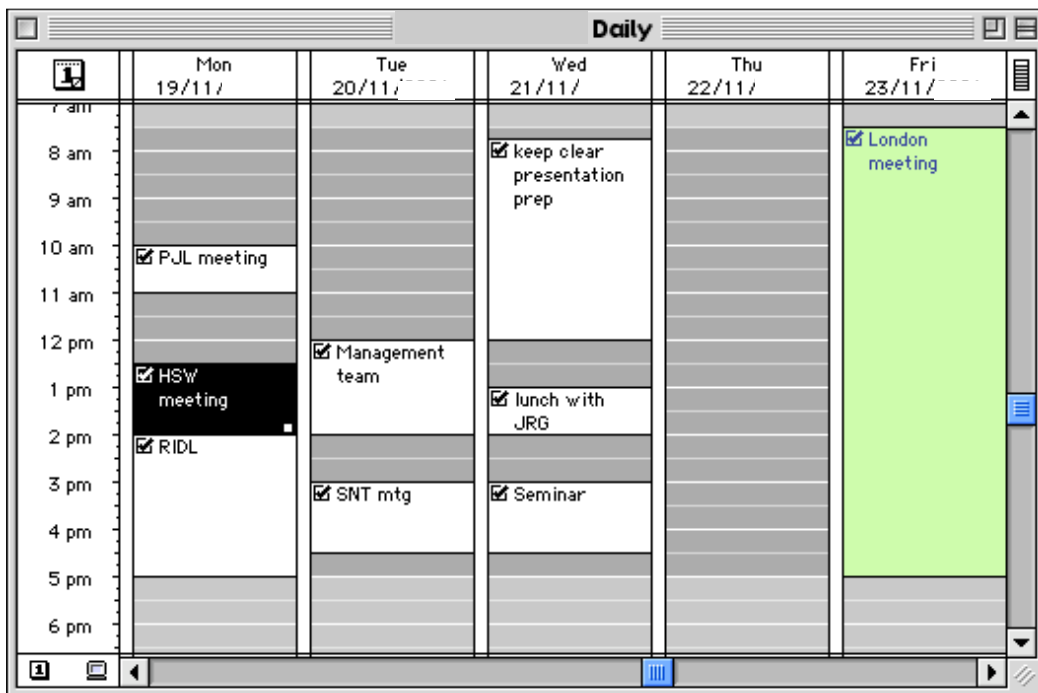 Daily
Mon Tue Wed Thu Fri
19/11/ 20/11/ 21/11/ 22/11/ 23/11/
7 am
8 am
9 am
10 am
11 am
12 pm
1 pm
2 pm
3 pm
4 pm
5 pm
6 pm
PJL meeting
HSW
meeting
RIDL
Management
team
SNT mtg
keep clear
presentation
prep
lunch with
JRG
Seminar
London
meeting